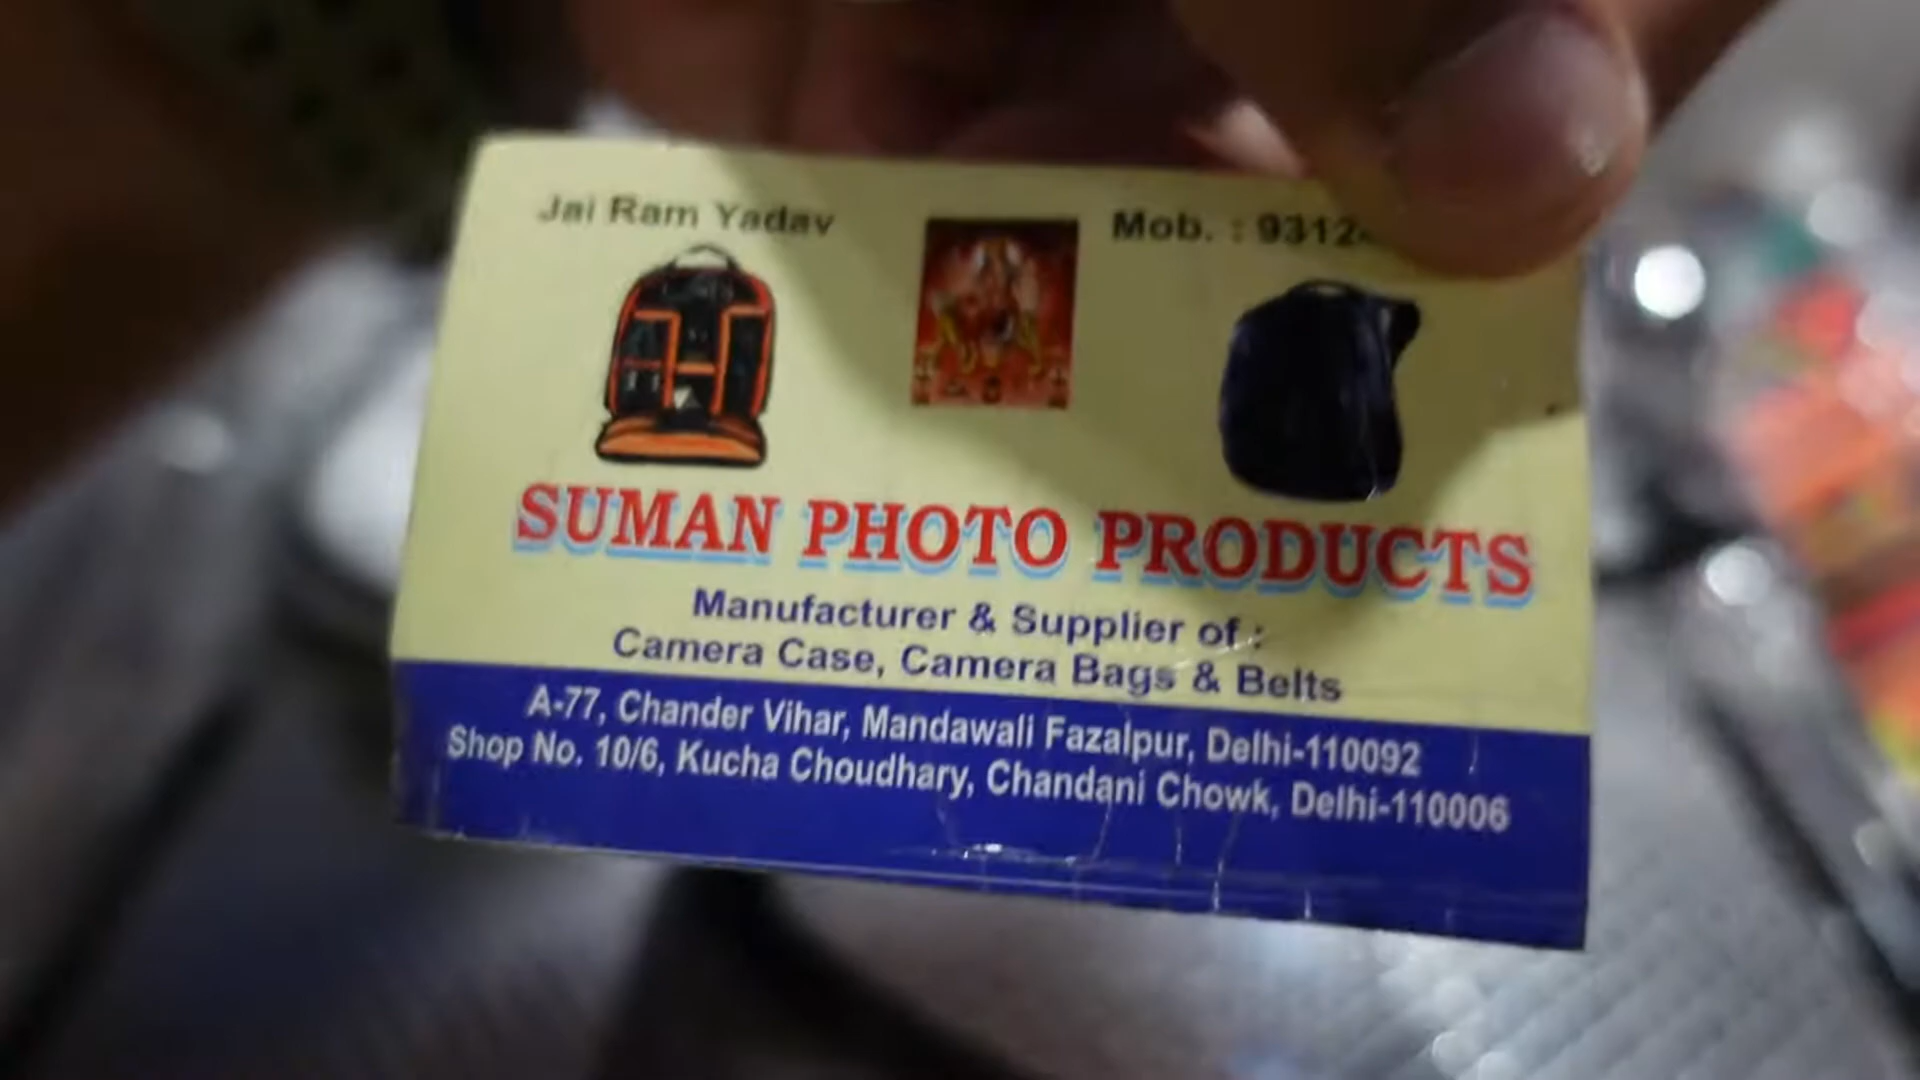 Jai Ram Yadav
Mob. : 9312
SUMAN PHOTO PRODUCTS
Manufacturer & Supplier of :
Camera Case, Camera Bags & Belts
A-77, Chander Vihar, Mandawali Fazalpur, Delhi-110092
Shop No. 10/6, Kucha Choudhary, Chandani Chowk, Delhi-110006